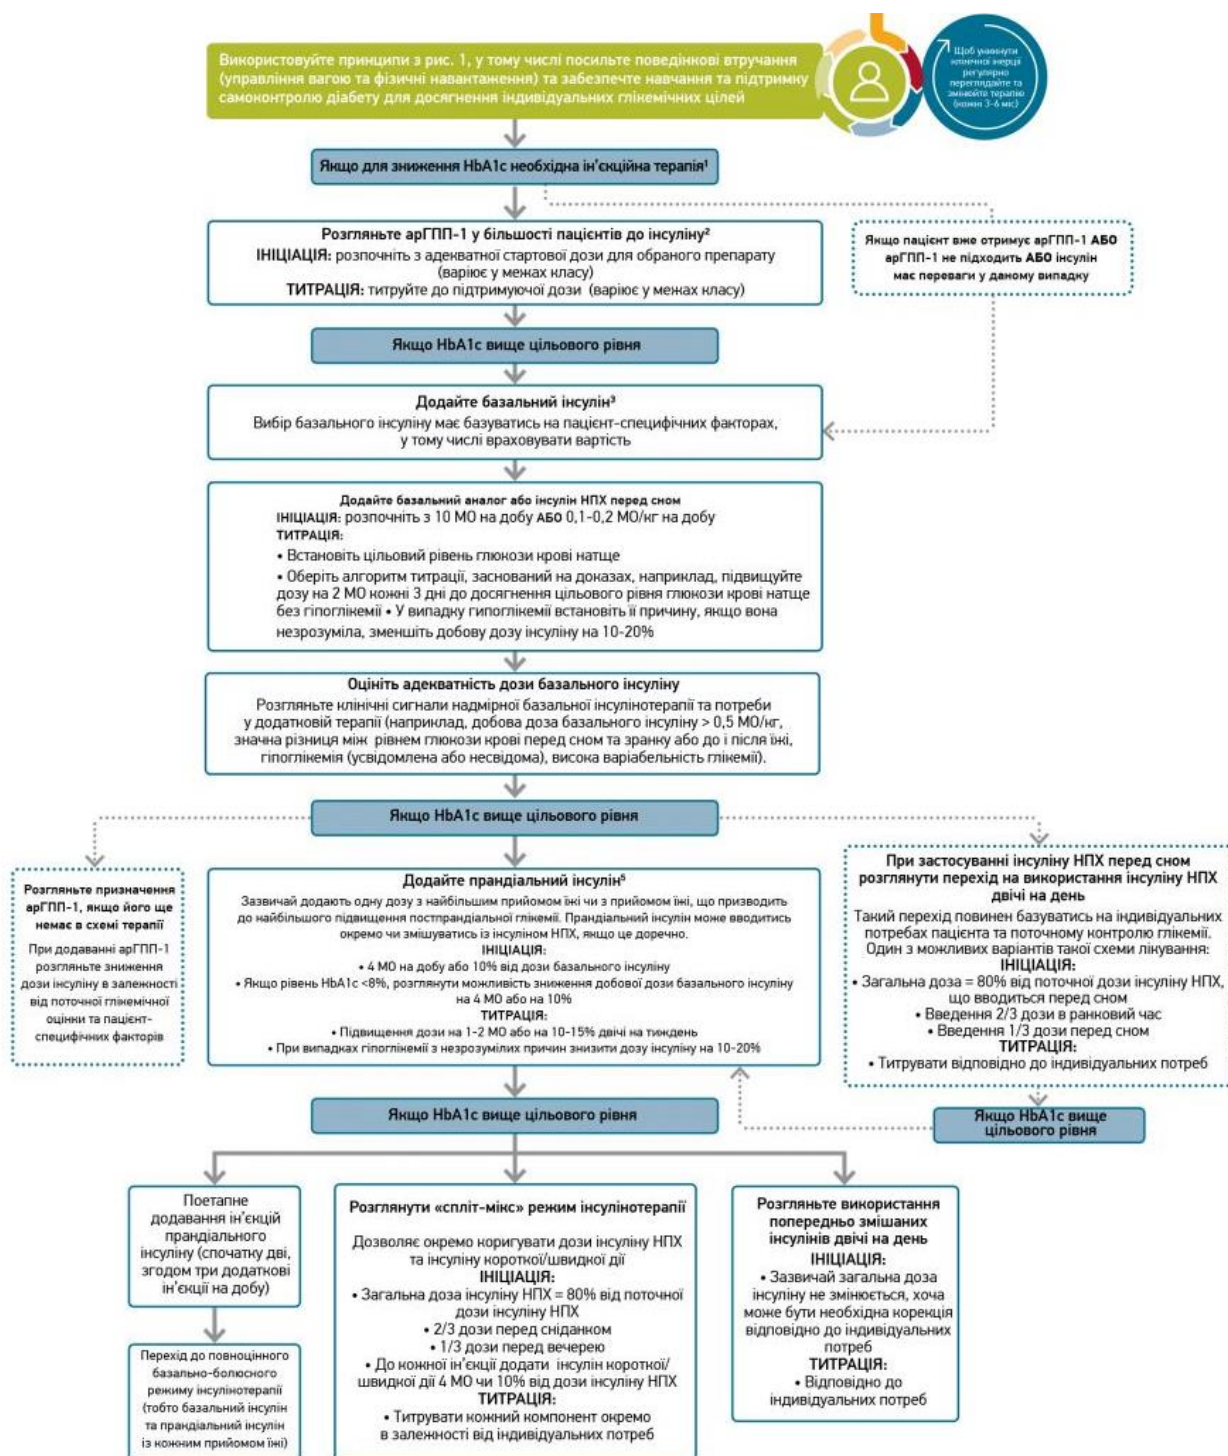 Використовуйте принципи з рис. 1, у тому числі посильте поведінкові втручання
(управління вагою та фізичні навантаження) та забезпечте навчання та підтримку
самоконтролю діабету для досягнення індивідуальних глікемічних цілей
Щоб уникнути
клінічної інерції
регулярно
переглядайте та
змінюйте терапію
(кожні 3-6 міс)
Якщо для зниження HbA1c необхідна ін’єкційна терапія¹
Розгляньте арГПП-1 у більшості пацієнтів до інсуліну²
ІНІЦІАЦІЯ: розпочніть з адекватної стартової дози для обраного препарату
(варіює у межах класу)
ТИТРАЦІЯ: титруйте до підтримуючої дози (варіює у межах класу)
Якщо пацієнт вже отримує арГПП-1 АБО
арГПП-1 не підходить АБО інсулін
має переваги у даному випадку
Якщо HbA1c вище цільового рівня
Додайте базальний інсулін³
Вибір базального інсуліну має базуватись на пацієнт-специфічних факторах,
у тому числі враховувати вартість
Додайте базальний аналог або інсулін НПХ перед сном
ІНІЦІАЦІЯ: розпочніть з 10 МО на добу АБО 0,1-0,2 МО/кг на добу
ТИТРАЦІЯ:
• Встановіть цільовий рівень глюкози крові натще
• Оберіть алгоритм титрації, заснований на доказах, наприклад, підвищуйте
дозу на 2 МО кожні 3 дні до досягнення цільового рівня глюкози крові натще
без гіпоглікемії • У випадку гипоглікемії встановіть її причину, якщо вона
незрозуміла, зменшіть добову дозу інсуліну на 10-20%
Оцініть адекватність дози базального інсуліну
Розгляньте клінічні сигнали надмірної базальної інсулінотерапії та потреби
у додатковій терапії (наприклад, добова доза базального інсуліну > 0,5 МО/кг,
значна різниця між рівнем глюкози крові перед сном та зранку або до і після їжі,
гіпоглікемія (усвідомлена або несвідома), висока варіабельність глікемії).
Якщо HbA1c вище цільового рівня
Розгляньте призначення
арГПП-1, якщо його ще
немає в схемі терапії
При додаванні арГПП-1
розгляньте зниження
дози інсуліну в залежності
від поточної глікемічної
оцінки та пацієнт-
специфічних факторів
Додайте прандіальний інсулін⁵
Зазвичай додають одну дозу з найбільшим прийомом їжі чи з прийомом їжі, що призводить
до найбільшого підвищення постпрандіальної глікемії. Прандіальний інсулін може вводитись
окремо чи змішуватись із інсуліном НПХ, якщо це доречно.
ІНІЦІАЦІЯ:
• 4 МО на добу або 10% від дози базального інсуліну
• Якщо рівень HbA1c <8%, розглянути можливість зниження добової дози базального інсуліну
на 4 МО або на 10%
ТИТРАЦІЯ:
• Підвищення дози на 1-2 МО або на 10-15% двічі на тиждень
• При випадках гіпоглікемії з незрозумілих причин знизити дозу інсуліну на 10-20%
При застосуванні інсуліну НПХ перед сном
розглянути перехід на використання інсуліну НПХ
двічі на день
Такий перехід повинен базуватись на індивідуальних
потребах пацієнта та поточному контролю глікемії.
Один з можливих варіантів такої схеми лікування:
ІНІЦІАЦІЯ:
• Загальна доза = 80% від поточної дози інсуліну НПХ,
що вводиться перед сном
• Введення 2/3 дози в ранковий час
• Введення 1/3 дози перед сном
ТИТРАЦІЯ:
• Титрувати відповідно до індивідуальних потреб
Якщо HbA1c вище цільового рівня
Якщо HbA1c вище
цільового рівня
Поетапне
додавання ін’єкцій
прандіального
інсуліну (спочатку дві,
згодом три додаткові
ін’єкції на добу)
Перехід до повноцінного
базально-болюсного
режиму інсулінотерапії
(тобто базальний інсулін
та прандіальний інсулін
із кожним прийомом їжі)
Розглянути «спліт-мікс» режим інсулінотерапії
Дозволяє окремо коригувати дози інсуліну НПХ
та інсуліну короткої/швидкої дії
ІНІЦІАЦІЯ:
• Загальна доза інсуліну НПХ = 80% від поточної
дози інсуліну НПХ
• 2/3 дози перед сніданком
• 1/3 дози перед вечерею
• До кожної ін’єкції додати інсулін короткої/
швидкої дії 4 МО чи 10% від дози інсуліну НПХ
ТИТРАЦІЯ:
• Титрувати кожний компонент окремо
в залежності від індивідуальних потреб
Розгляньте використання
попередньо змішаних
інсулінів двічі на день
ІНІЦІАЦІЯ:
• Зазвичай загальна доза
інсуліну не змінюється, хоча
може бути необхідна корекція
відповідно до індивідуальних
потреб
ТИТРАЦІЯ:
• Відповідно до
індивідуальних потреб